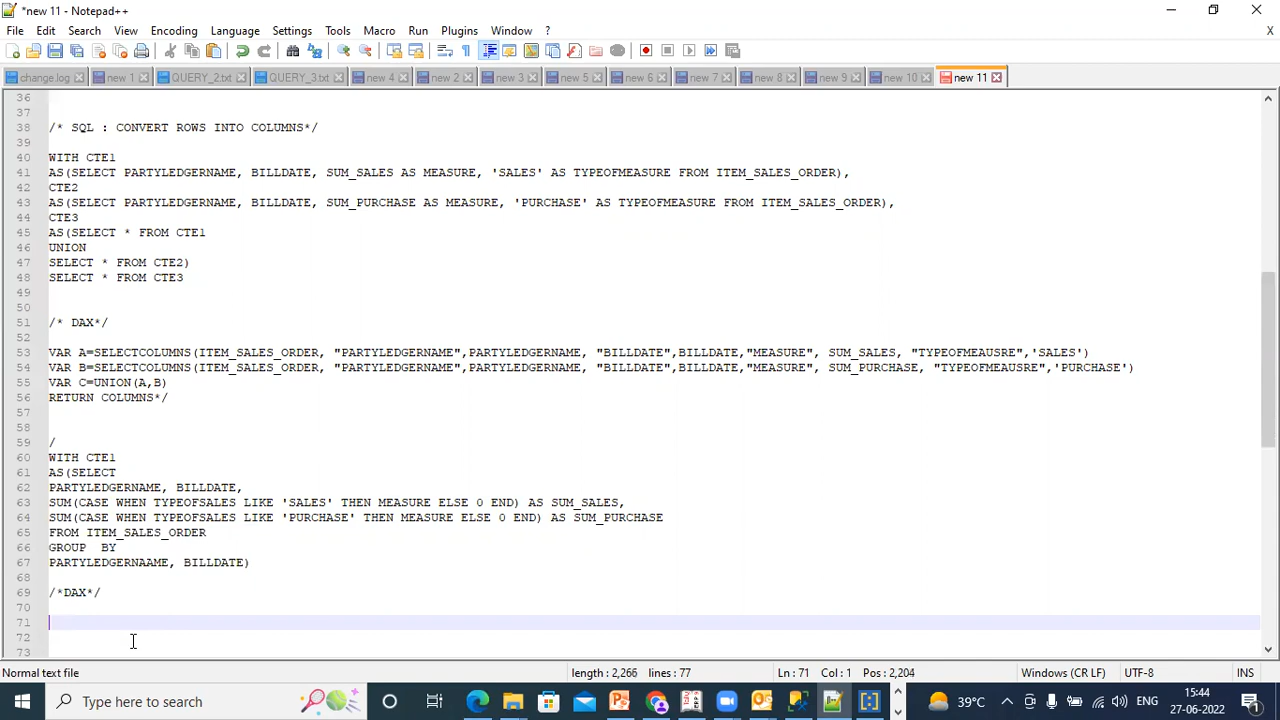 *new 11 - Notepad++
File Edit Search View Encoding Language Settings Tools Macro Run Plugins Window ? X
change.log new 1 QUERY_2.txt QUERY_3.txt new 4 new 2 new 3 new 5 new 6 new 7 new 8 new 9 new 10 new 11
36
37
38 /* SQL : CONVERT ROWS INTO COLUMNS*/
39
40 WITH CTE1
41 AS(SELECT PARTYLEDGERNAME, BILLDATE, SUM_SALES AS MEASURE, 'SALES' AS TYPEOFMEASURE FROM ITEM_SALES_ORDER),
42 CTE2
43 AS(SELECT PARTYLEDGERNAME, BILLDATE, SUM_PURCHASE AS MEASURE, 'PURCHASE' AS TYPEOFMEASURE FROM ITEM_SALES_ORDER),
44 CTE3
45 AS(SELECT * FROM CTE1
46 UNION
47 SELECT * FROM CTE2)
48 SELECT * FROM CTE3
49
50
51 /* DAX*/
52
53 VAR A=SELECTCOLUMNS(ITEM_SALES_ORDER, "PARTYLEDGERNAME",PARTYLEDGERNAME, "BILLDATE",BILLDATE,"MEASURE", SUM_SALES, "TYPEOFMEAUSRE",'SALES')
54 VAR B=SELECTCOLUMNS(ITEM_SALES_ORDER, "PARTYLEDGERNAME",PARTYLEDGERNAME, "BILLDATE",BILLDATE,"MEASURE", SUM_PURCHASE, "TYPEOFMEAUSRE",'PURCHASE')
55 VAR C=UNION(A,B)
56 RETURN COLUMNS*/
57
58
59 /
60 WITH CTE1
61 AS(SELECT
62 PARTYLEDGERNAME, BILLDATE,
63 SUM(CASE WHEN TYPEOFSALES LIKE 'SALES' THEN MEASURE ELSE 0 END) AS SUM_SALES,
64 SUM(CASE WHEN TYPEOFSALES LIKE 'PURCHASE' THEN MEASURE ELSE 0 END) AS SUM_PURCHASE
65 FROM ITEM_SALES_ORDER
66 GROUP BY
67 PARTYLEDGERNAAME, BILLDATE)
68
69 /*DAX*/
70
71
72
73
Normal text file length : 2,266 lines : 77 Ln : 71 Col : 1 Pos : 2,204 Windows (CR LF) UTF-8 INS
Type here to search 39°C ENG 15:44 27-06-2022 1